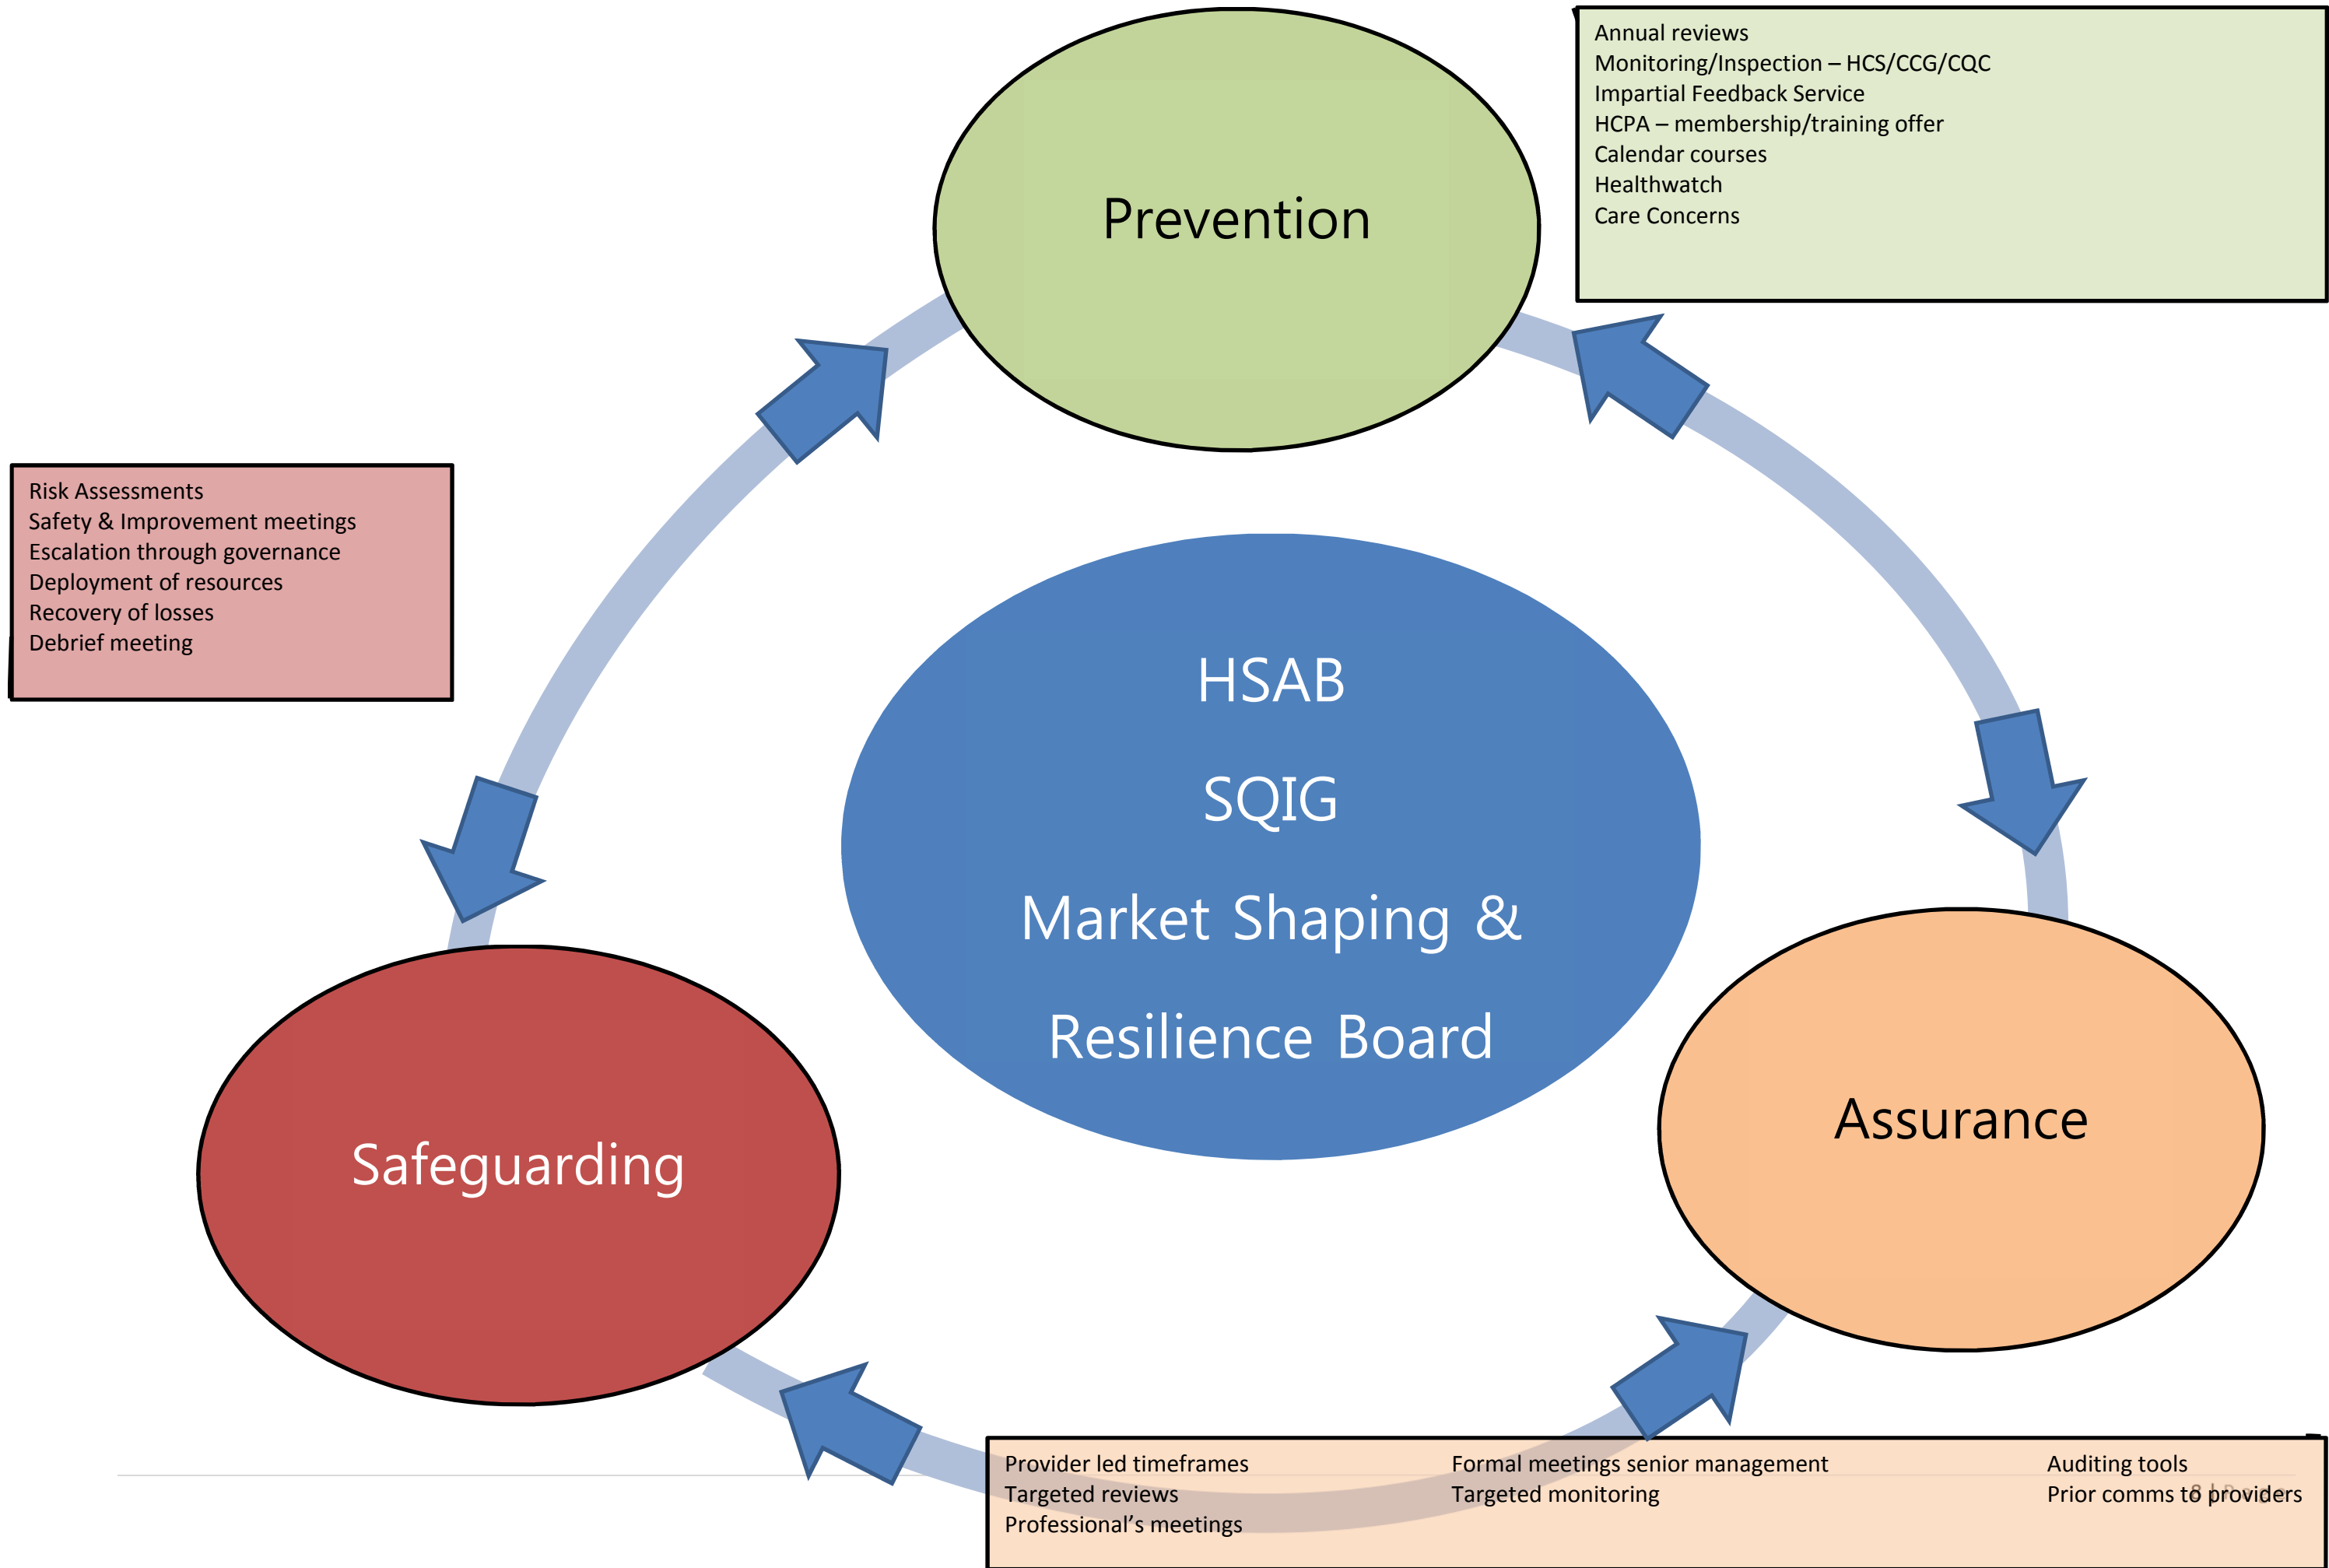 Prevention
Annual reviews
Monitoring/Inspection – HCS/CCG/CQC
Impartial Feedback Service
HCPA – membership/training offer
Calendar courses
Healthwatch
Care Concerns
Risk Assessments
Safety & Improvement meetings
Escalation through governance
Deployment of resources
Recovery of losses
Debrief meeting
HSAB
SQIG
Market Shaping &
Resilience Board
Safeguarding
Assurance
Provider led timeframes Formal meetings senior management Auditing tools
Targeted reviews Targeted monitoring Prior comms to providers
Professional’s meetings
8 | Page